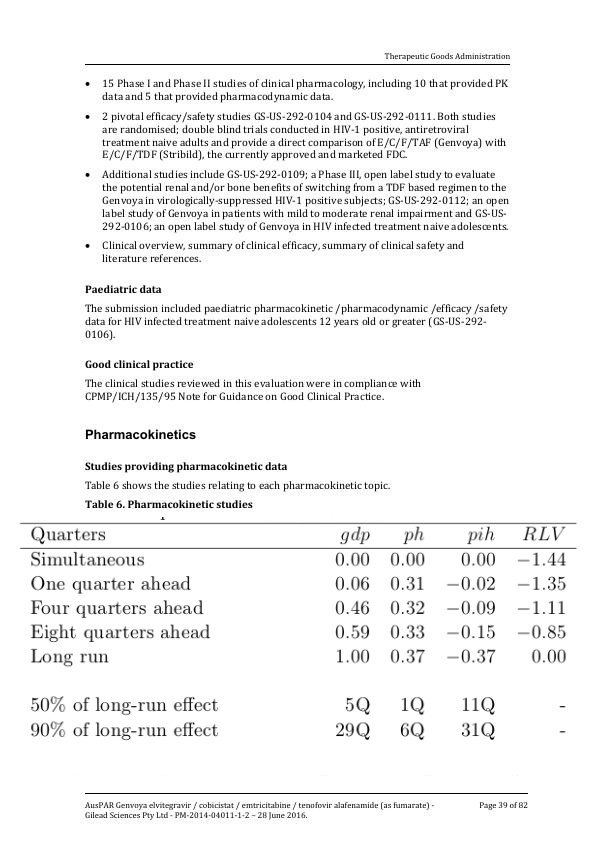 Therapeutic Goods Administration
• 15 Phase I and Phase II studies of clinical pharmacology, including 10 that provided PK
data and 5 that provided pharmacodynamic data.
• 2 pivotal efficacy/safety studies GS-US-292-0104 and GS-US-292-0111. Both studies
are randomised; double blind trials conducted in HIV-1 positive, antiretroviral
treatment naive adults and provide a direct comparison of E/C/F/TAF (Genvoya) with
E/C/F/TDF (Stribild), the currently approved and marketed FDC.
• Additional studies include GS-US-292-0109; a Phase III, open label study to evaluate
the potential renal and/or bone benefits of switching from a TDF based regimen to the
Genvoya in virologically-suppressed HIV-1 positive subjects; GS-US-292-0112; an open
label study of Genvoya in patients with mild to moderate renal impairment and GS-US-
292-0106; an open label study of Genvoya in HIV infected treatment naive adolescents.
• Clinical overview, summary of clinical efficacy, summary of clinical safety and
literature references.
Paediatric data
The submission included paediatric pharmacokinetic /pharmacodynamic /efficacy /safety
data for HIV infected treatment naive adolescents 12 years old or greater (GS-US-292-
0106).
Good clinical practice
The clinical studies reviewed in this evaluation were in compliance with
CPMP/ICH/135/95 Note for Guidance on Good Clinical Practice.
Pharmacokinetics
Studies providing pharmacokinetic data
Table 6 shows the studies relating to each pharmacokinetic topic.
Table 6. Pharmacokinetic studies
Quarters gdp ph pih RLV
Simultaneous 0.00 0.00 0.00 −1.44
One quarter ahead 0.06 0.31 −0.02 −1.35
Four quarters ahead 0.46 0.32 −0.09 −1.11
Eight quarters ahead 0.59 0.33 −0.15 −0.85
Long run 1.00 0.37 −0.37 0.00
50% of long-run effect 5Q 1Q 11Q -
90% of long-run effect 29Q 6Q 31Q -
AusPAR Genvoya elvitegravir / cobicistat / emtricitabine / tenofovir alafenamide (as fumarate) - Page 39 of 82
Gilead Sciences Pty Ltd - PM-2014-04011-1-2 – 28 June 2016.